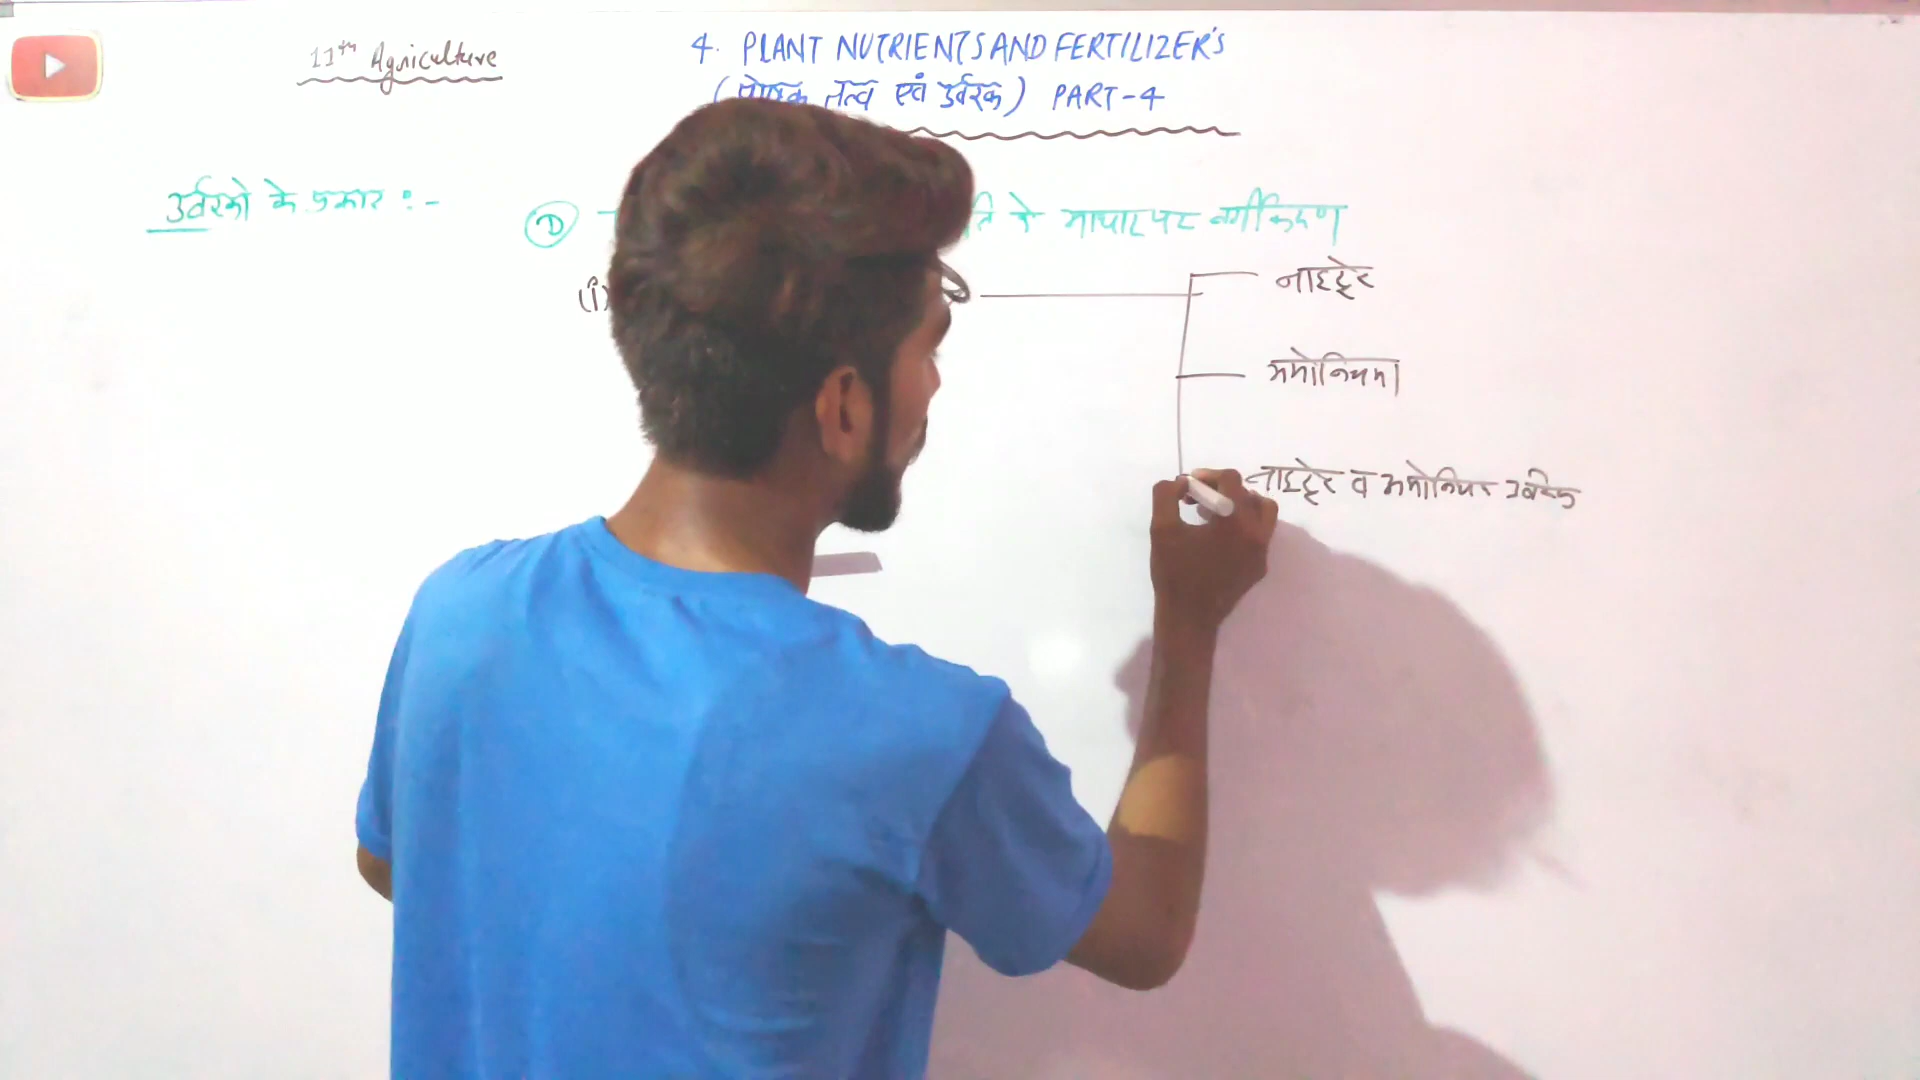 11th Agriculture
4. PLANT NUTRIENTS AND FERTILIZER'S
(पोषक तत्व एवं उर्वरक) PART-4
उर्वरको के प्रकार :-
① के आधार पर वर्गीकरण
(i)
नाइट्रेट
अमोनियम
नाइट्रेट व अमोनियम उर्वरक